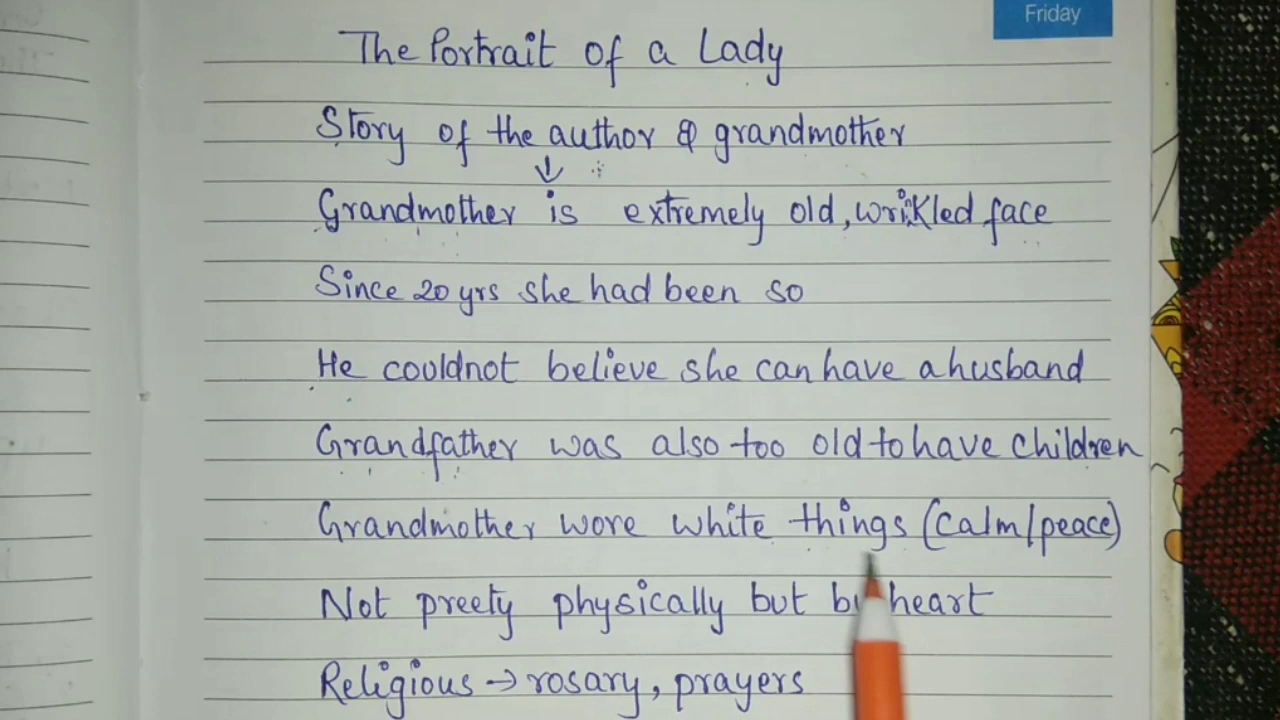 Friday
The Portrait of a Lady
Story of the author & grandmother
↓
Grandmother is extremely old, wrikled face
Since 20 yrs she had been so
He couldnot believe she can have a husband
Grandfather was also too old to have children
Grandmother wore white things (calm/peace)
Not preety physically but by heart
Religious → rosary, prayers